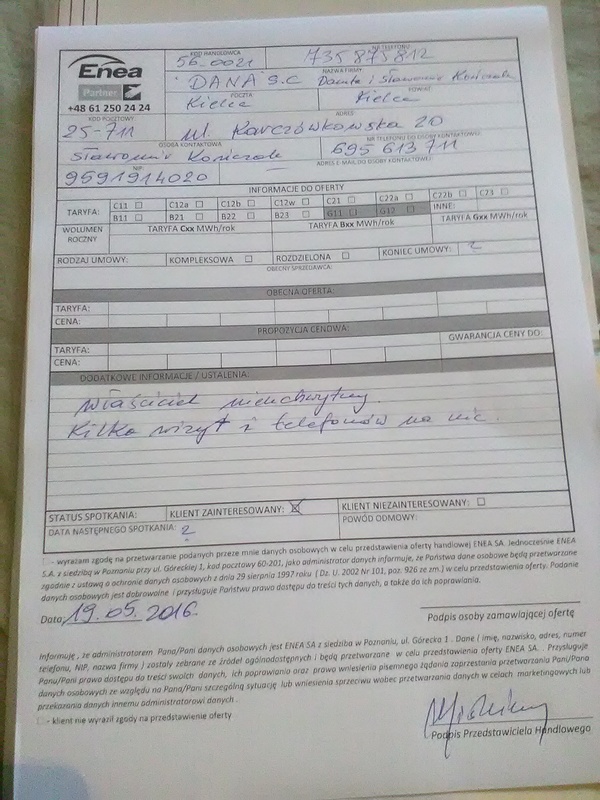 Enea
Partner
+48 61 250 24 24
KOD HANDLOWCA
56-0021
NR TELEFONU
735875812
NAZWA FIRMY
"DANA" S.C Danuta i Sławomir
POCZTA
Kielce
POWIAT
Kielce
KOD POCZTOWY
25-711
ADRES
ul. Karczówkowska 20
OSOBA KONTAKTOWA
Sławomir
NR TELEFONU DO OSOBY KONTAKTOWEJ:
695 613 711
NIP:
9591914020
ADRES E-MAIL DO OSOBY KONTAKTOWEJ:
INFORMACJE DO OFERTY
TARYFA: C11 C12a C12b C12w C21 C22a C22b C23
B11 B21 B22 B23 G11 G12 INNE:
WOLUMEN ROCZNY
TARYFA Cxx MWh/rok
TARYFA Bxx MWh/rok
TARYFA Gxx MWh/rok
RODZAJ UMOWY: KOMPLEKSOWA ROZDZIELONA KONIEC UMOWY: 2
OBECNY SPRZEDAWCA:
OBECNA OFERTA:
TARYFA:
CENA:
PROPOZYCJA CENOWA:
GWARANCJA CENY DO:
TARYFA:
CENA:
DODATKOWE INFORMACJE / USTALENIA:
właściciel nieuchwytny.
Kilka wizyt i telefonów na nic.
STATUS SPOTKANIA: KLIENT ZAINTERESOWANY: KLIENT NIEZAINTERESOWANY:
DATA NASTĘPNEGO SPOTKANIA: 2
POWÓD ODMOWY:
- wyrażam zgodę na przetwarzanie podanych przeze mnie danych osobowych w celu przedstawienia oferty handlowej ENEA SA. Jednocześnie ENEA
S.A. z siedzibą w Poznaniu przy ul. Góreckiej 1, kod pocztowy 60-201, jako administrator danych informuje, że Państwa dane osobowe będą przetwarzane
zgodnie z ustawą o ochronie danych osobowych z dnia 29 sierpnia 1997 roku ( Dz. U. 2002 Nr 101, poz. 926 ze zm.) w celu przedstawienia oferty. Podanie
danych osobowych jest dobrowolne i przysługuje Państwu prawo dostępu do treści tych danych, a także do ich poprawiania.
Data 19.05.2016.
Podpis osoby zamawiającej ofertę
Informuję, że administratorem Pana/Pani danych osobowych jest ENEA SA z siedzibą w Poznaniu, ul. Górecka 1. Dane ( imię, nazwisko, adres, numer
telefonu, NIP, nazwa firmy ) zostały zebrane ze źródeł ogólnodostępnych i będą przetwarzane w celu przedstawienia oferty ENEA SA. Przysługuje
Panu/Pani prawo dostępu do treści swoich danych, ich poprawiania oraz prawo wniesienia pisemnego żądania zaprzestania przetwarzania Pani/Pana
danych osobowych ze względu na Pana/Pani szczególną sytuację lub wniesienia sprzeciwu wobec przetwarzania danych w celach marketingowych lub
przekazania danych innemu administratorowi danych.
- klient nie wyraził zgody na przedstawienie oferty
Podpis Przedstawiciela Handlowego